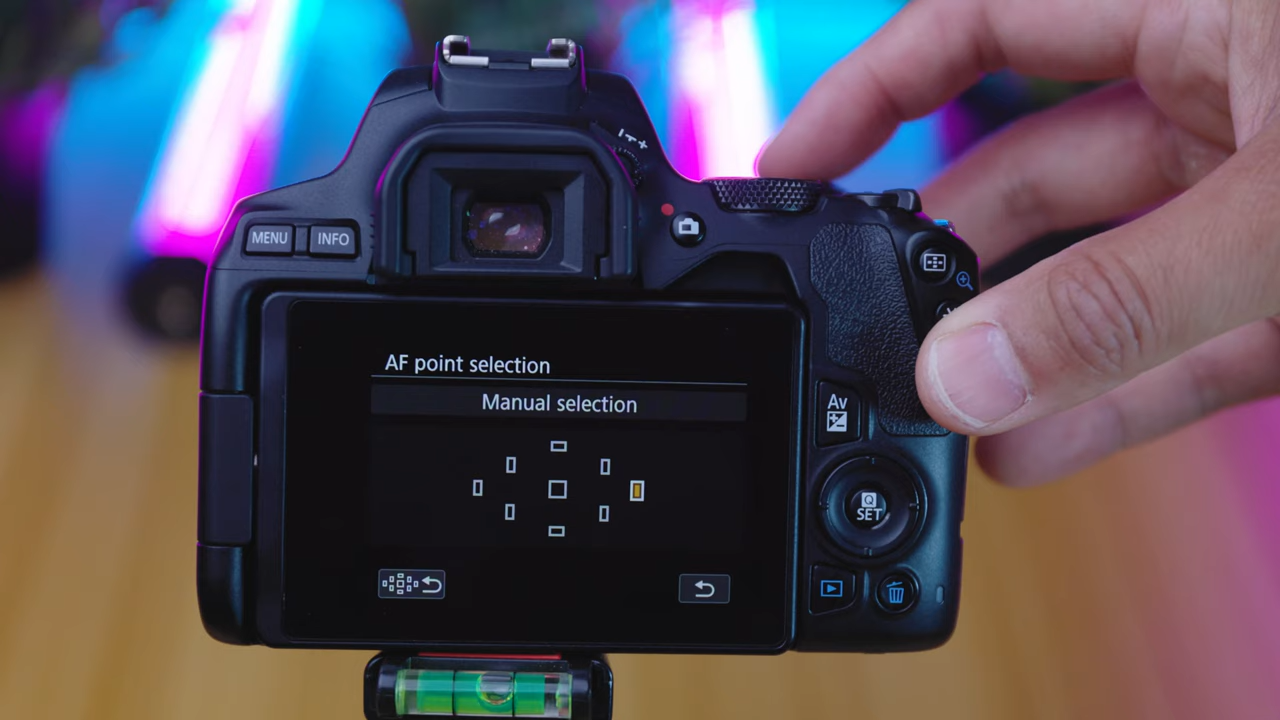 MENU
INFO
AF point selection
Manual selection
Av
Q
SET